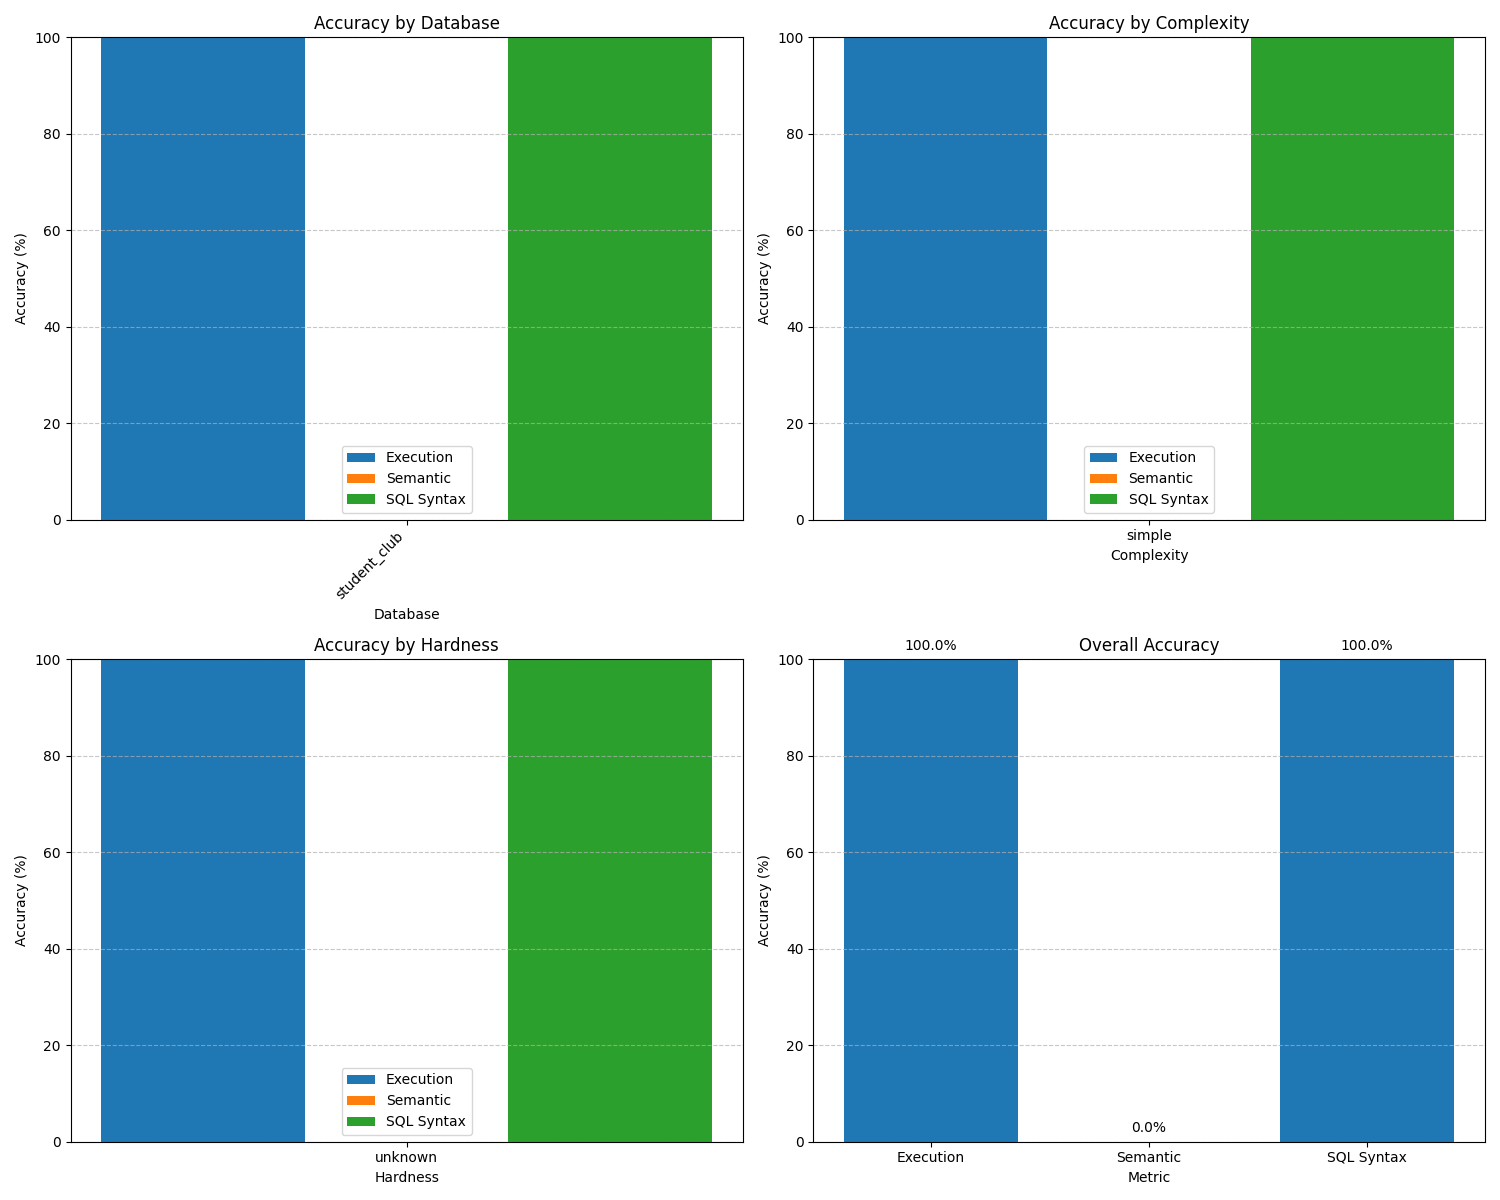 Accuracy by Database
100
80
60
40
20
0
Accuracy (%)
Execution
Semantic
SQL Syntax
student_club
Database
Accuracy by Complexity
100
80
60
40
20
0
Accuracy (%)
Execution
Semantic
SQL Syntax
simple
Complexity
Accuracy by Hardness
100
80
60
40
20
0
Accuracy (%)
Execution
Semantic
SQL Syntax
unknown
Hardness
Overall Accuracy
100.0%
0.0%
100.0%
100
80
60
40
20
0
Accuracy (%)
Execution
Semantic
SQL Syntax
Metric